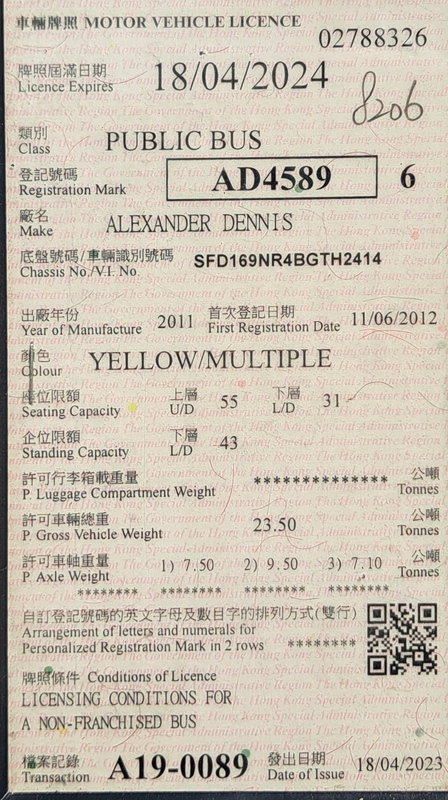 車輛牌照 MOTOR VEHICLE LICENCE
02788326
牌照屆滿日期 18/04/2024
Licence Expires
8206
類別
Class PUBLIC BUS
登記號碼
Registration Mark AD4589 6
廠名
Make ALEXANDER DENNIS
底盤號碼/車輛識別號碼
Chassis No./V.I. No. SFD169NR4BGTH2414
出廠年份 首次登記日期
Year of Manufacture 2011 First Registration Date 11/06/2012
顏色
Colour YELLOW/MULTIPLE
座位限額 上層 下層
Seating Capacity U/D 55 L/D 31
企位限額 下層
Standing Capacity L/D 43
許可行李箱載重量 ************** 公噸
P. Luggage Compartment Weight Tonnes
許可車輛總重 公噸
P. Gross Vehicle Weight 23.50 Tonnes
許可車軸重量 公噸
P. Axle Weight 1) 7.50 2) 9.50 3) 7.10 Tonnes
******** ******** ******** ********
自訂登記號碼的英文字母及數目字的排列方式(雙行)
Arrangement of letters and numerals for
Personalized Registration Mark in 2 rows ********
牌照條件 Conditions of Licence
LICENSING CONDITIONS FOR
A NON-FRANCHISED BUS
檔案記錄 發出日期
Transaction A19-0089 Date of Issue 18/04/2023